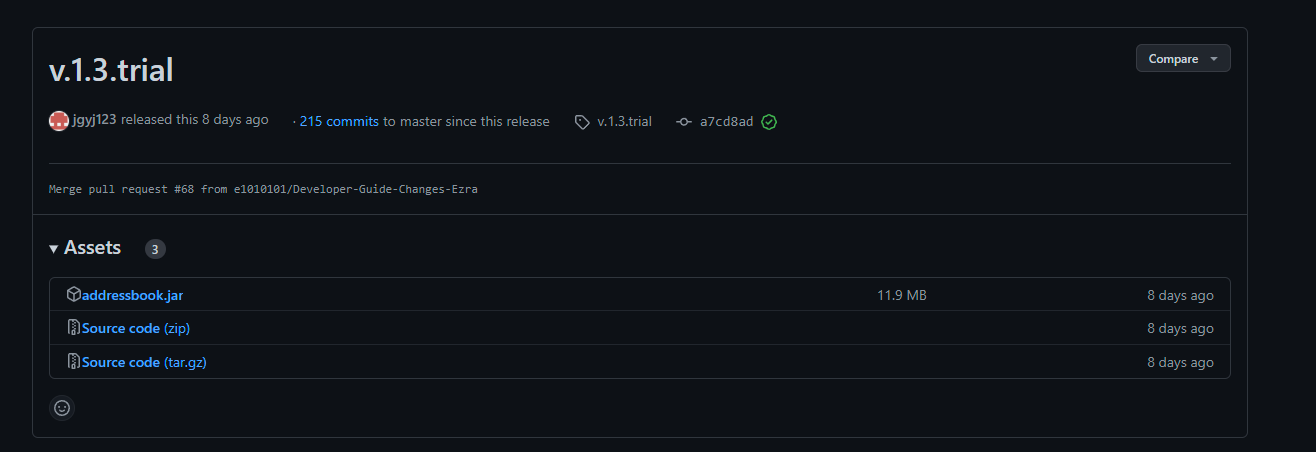 v.1.3.trial
Compare
jgyj123 released this 8 days ago · 215 commits to master since this release v.1.3.trial a7cd8ad
Merge pull request #68 from e1010101/Developer-Guide-Changes-Ezra
Assets 3
addressbook.jar 11.9 MB 8 days ago
Source code (zip) 8 days ago
Source code (tar.gz) 8 days ago